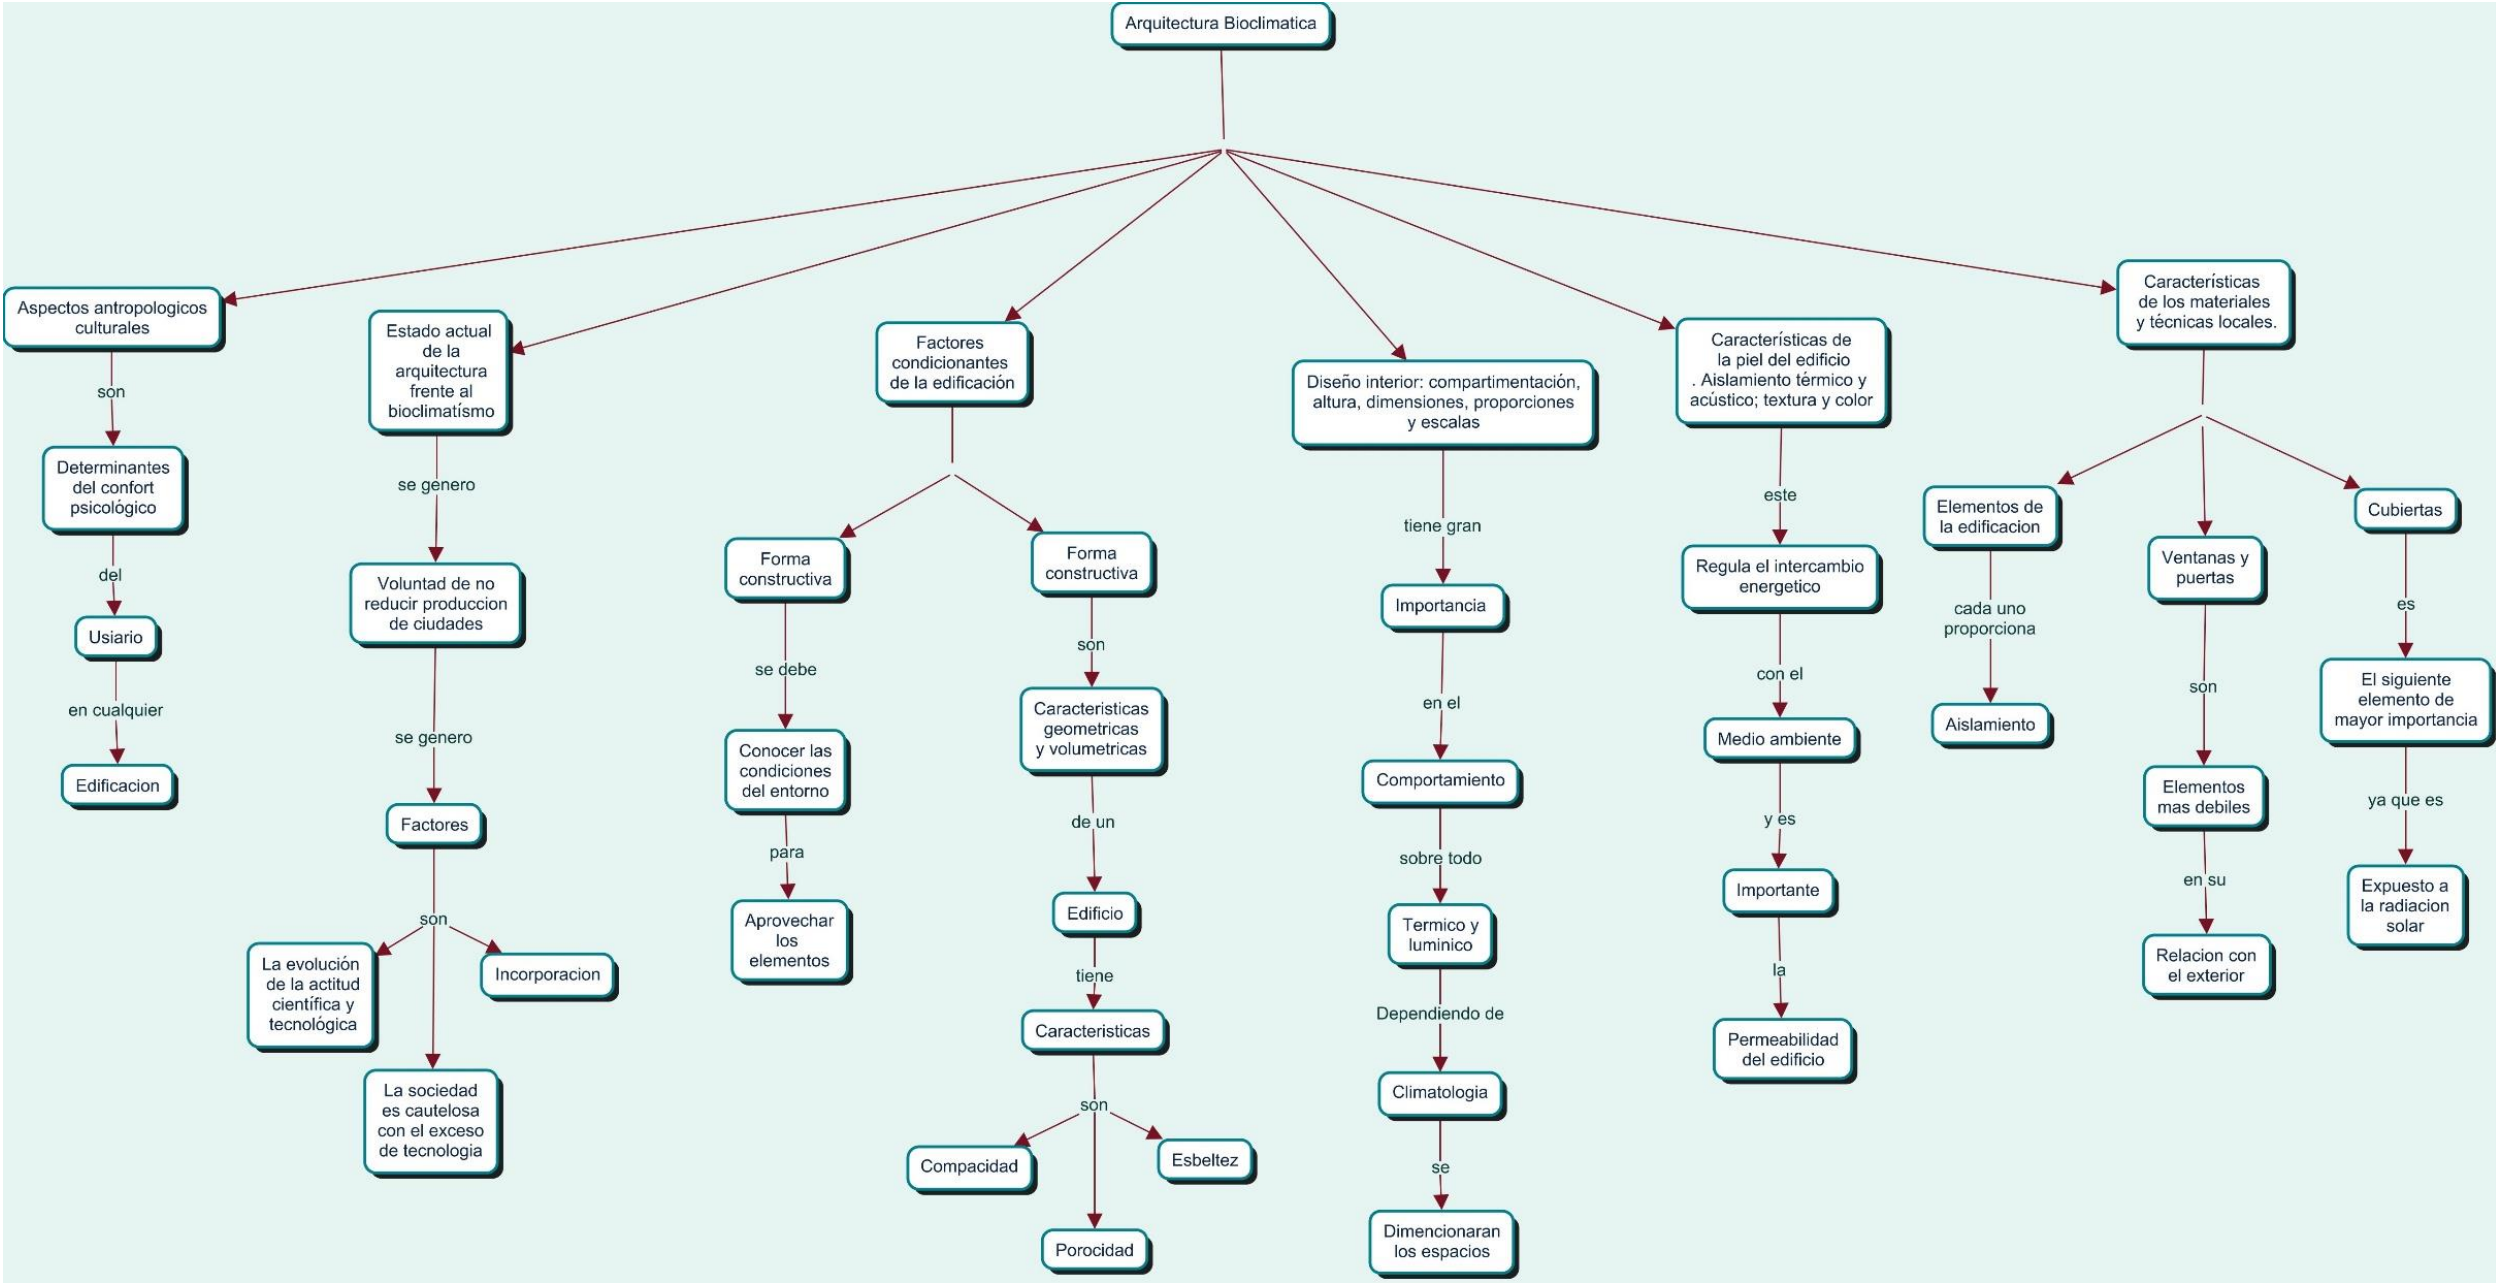 Arquitectura Bioclimatica
Aspectos antropologicos
culturales
son
Determinantes
del confort
psicológico
del
Usiario
en cualquier
Edificacion
Estado actual
de la
arquitectura
frente al
bioclimatísmo
se genero
Voluntad de no
reducir produccion
de ciudades
se genero
Factores
son
La evolución
de la actitud
científica y
tecnológica
La sociedad
es cautelosa
con el exceso
de tecnologia
Incorporacion
Factores
condicionantes
de la edificación
Forma
constructiva
se debe
Conocer las
condiciones
del entorno
para
Aprovechar
los
elementos
Forma
constructiva
son
Caracteristicas
geometricas
y volumetricas
de un
Edificio
tiene
Caracteristicas
son
Compacidad
Porocidad
Esbeltez
Diseño interior: compartimentación,
altura, dimensiones, proporciones
y escalas
tiene gran
Importancia
en el
Comportamiento
sobre todo
Termico y
luminico
Dependiendo de
Climatologia
se
Dimencionaran
los espacios
Características de
la piel del edificio
. Aislamiento térmico y
acústico; textura y color
este
Regula el intercambio
energetico
con el
Medio ambiente
y es
Importante
la
Permeabilidad
del edificio
Características
de los materiales
y técnicas locales.
Elementos de
la edificacion
cada uno
proporciona
Aislamiento
Ventanas y
puertas
son
Elementos
mas debiles
en su
Relacion con
el exterior
Cubiertas
es
El siguiente
elemento de
mayor importancia
ya que es
Expuesto a
la radiacion
solar